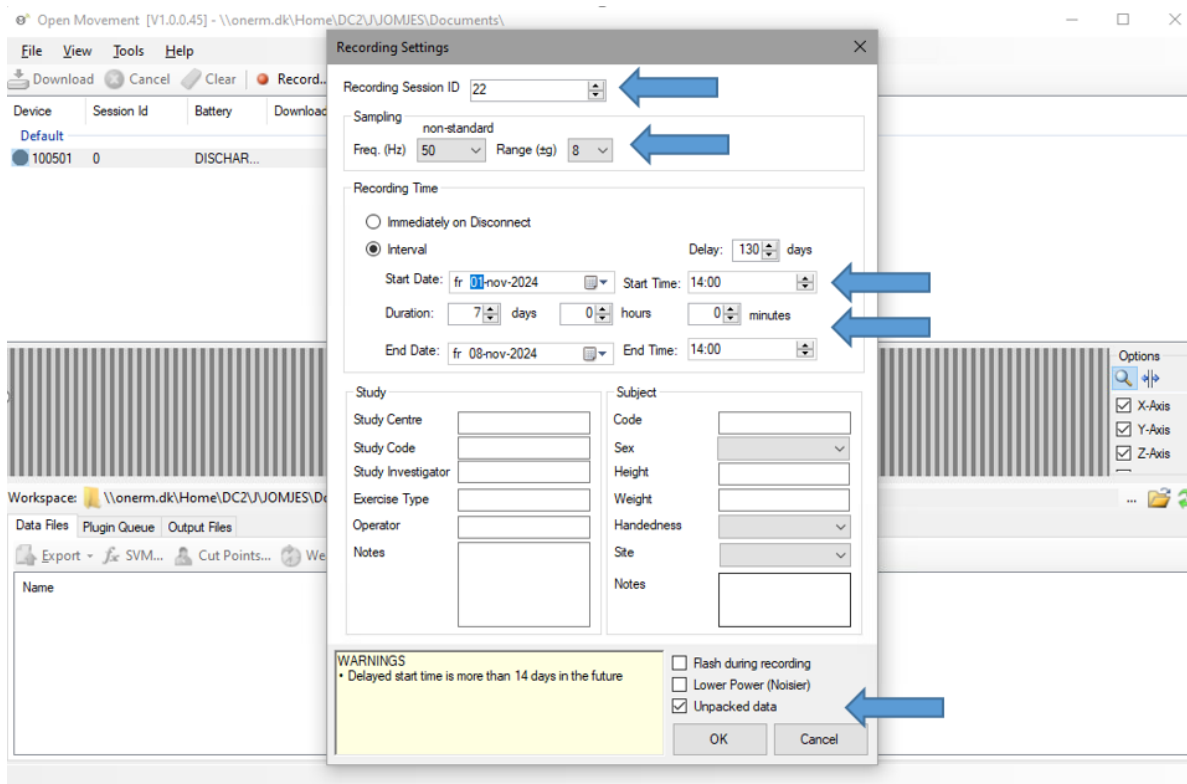 Open Movement [V1.0.0.45] - \\onerm.dk\Home\DC2\J\JOMJES\Documents\
File View Tools Help
Download Cancel Clear Record..
Device Session Id Battery Download
Default
100501 0 DISCHAR...
Recording Settings
Recording Session ID 22
Sampling
non-standard
Freq. (Hz) 50 Range (±g) 8
Recording Time
Immediately on Disconnect
Interval Delay: 130 days
Start Date: fr 01-nov-2024 Start Time: 14:00
Duration: 7 days 0 hours 0 minutes
End Date: fr 08-nov-2024 End Time: 14:00
Study
Study Centre
Study Code
Study Investigator
Exercise Type
Operator
Notes
Subject
Code
Sex
Height
Weight
Handedness
Site
Notes
WARNINGS
• Delayed start time is more than 14 days in the future
Flash during recording
Lower Power (Noisier)
Unpacked data
OK Cancel
Options
X-Axis
Y-Axis
Z-Axis
Workspace: \\onerm.dk\Home\DC2\J\JOMJES\Do ...
Data Files Plugin Queue Output Files
Export fx SVM... Cut Points... We
Name